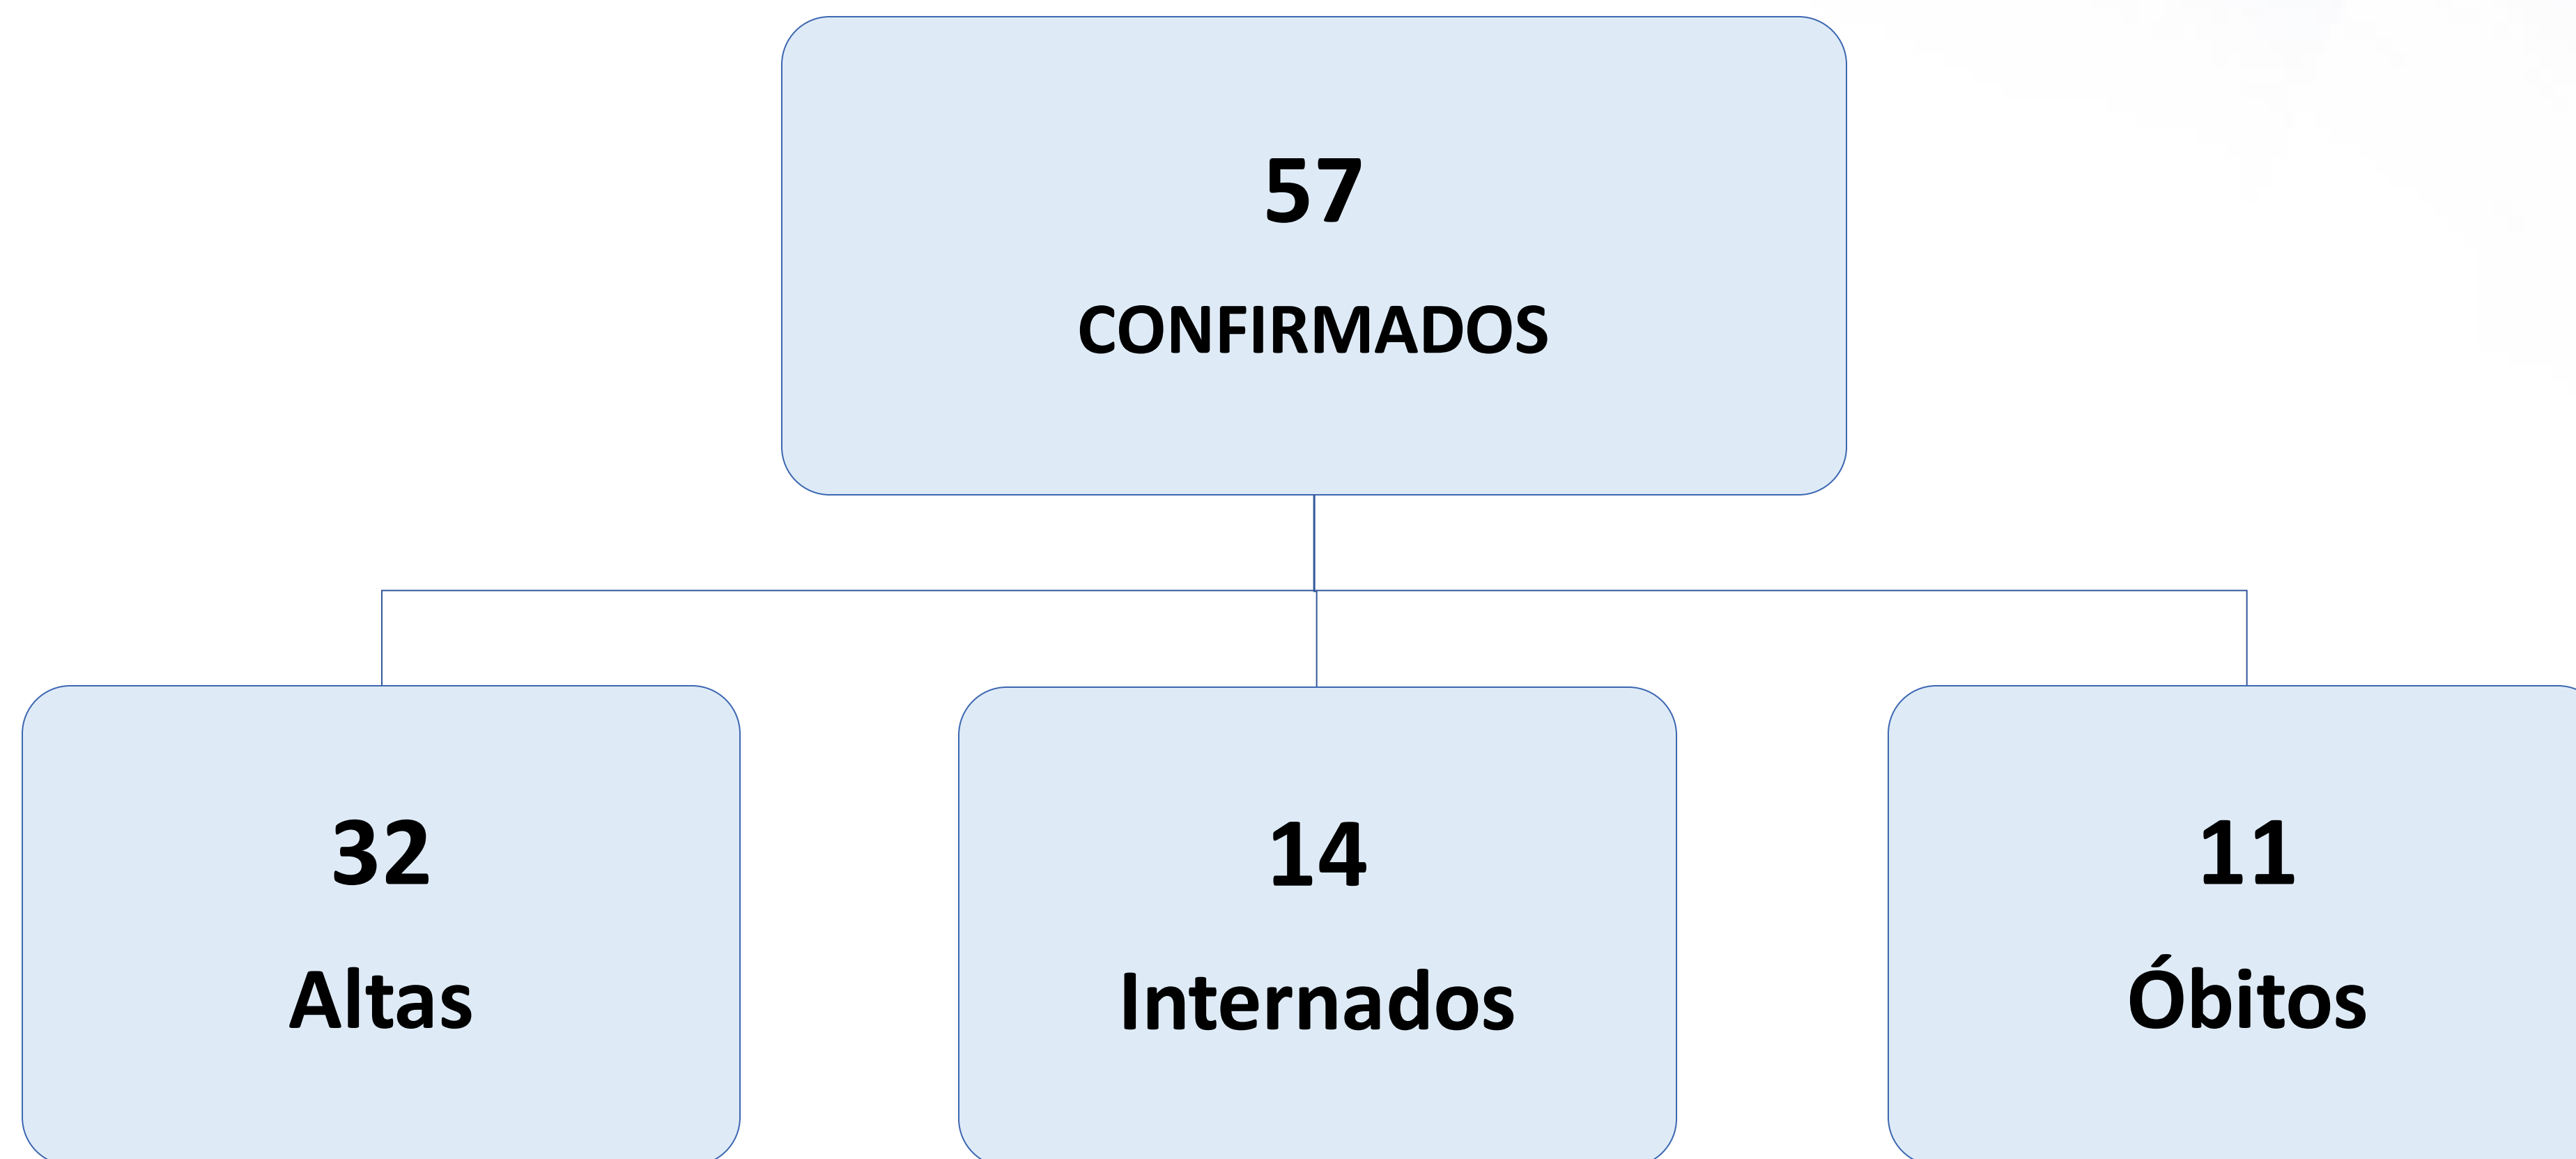 57
CONFIRMADOS
32
Altas
14
Internados
11
Óbitos